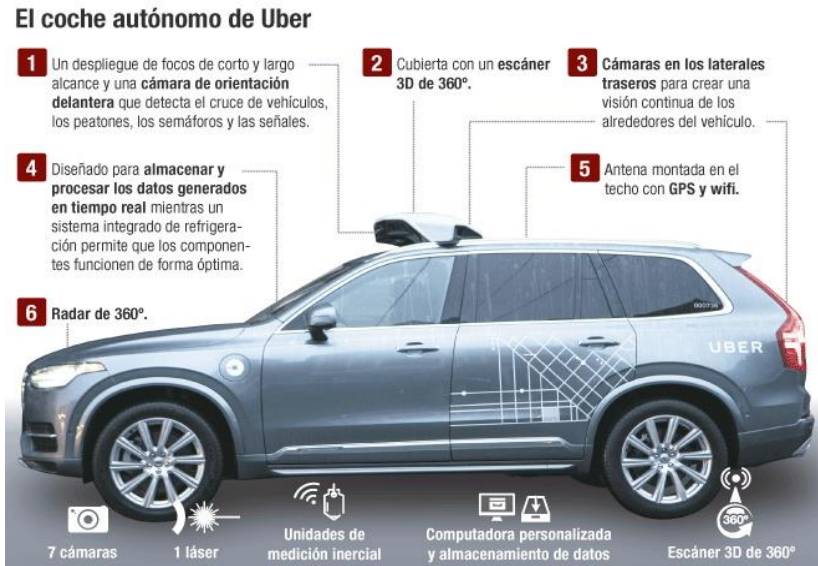 El coche autónomo de Uber
1 Un despliegue de focos de corto y largo
alcance y una cámara de orientación
delantera que detecta el cruce de vehículos,
los peatones, los semáforos y las señales.
2 Cubierta con un escáner
3D de 360º.
3 Cámaras en los laterales
traseros para crear una
visión continua de los
alrededores del vehículo.
4 Diseñado para almacenar y
procesar los datos generados
en tiempo real mientras un
sistema integrado de refrigera-
ción permite que los componen-
tes funcionen de forma óptima.
5 Antena montada en el
techo con GPS y wifi.
6 Radar de 360º.
UBER
7 cámaras
1 láser
Unidades de
medición inercial
Computadora personalizada
y almacenamiento de datos
360º
Escáner 3D de 360º